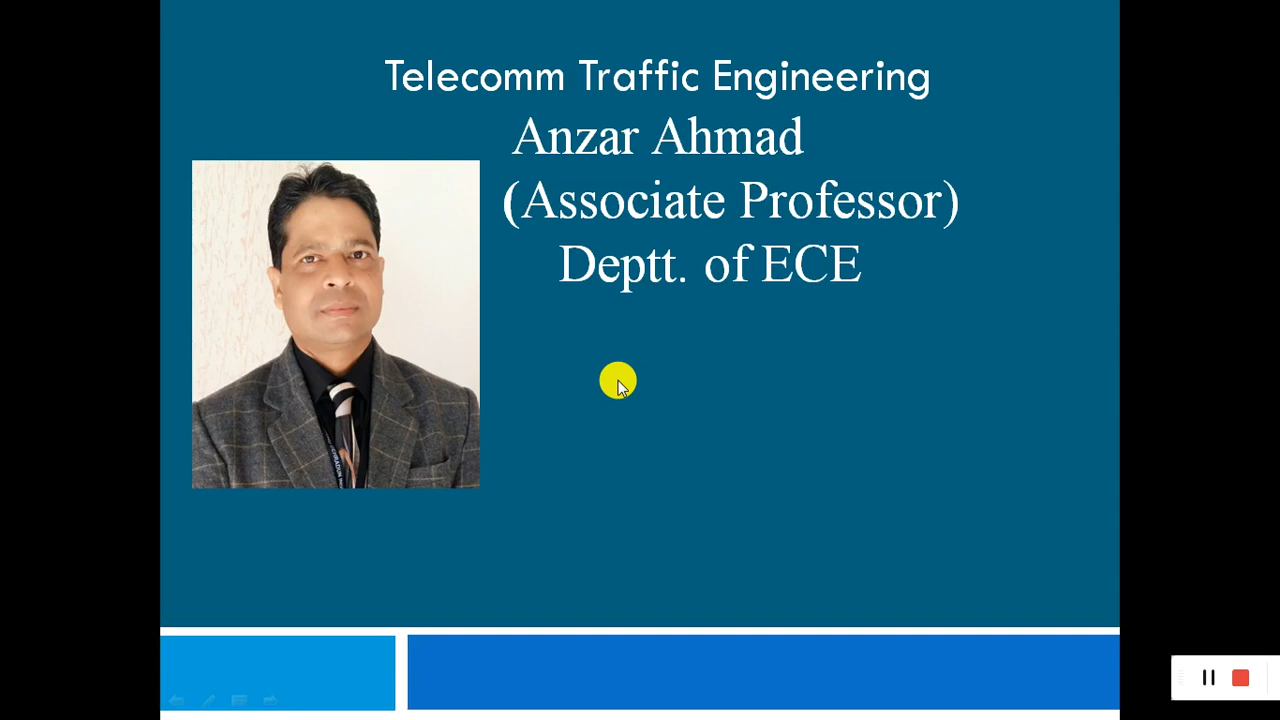 Telecomm Traffic Engineering
Anzar Ahmad
(Associate Professor)
Deptt. of ECE